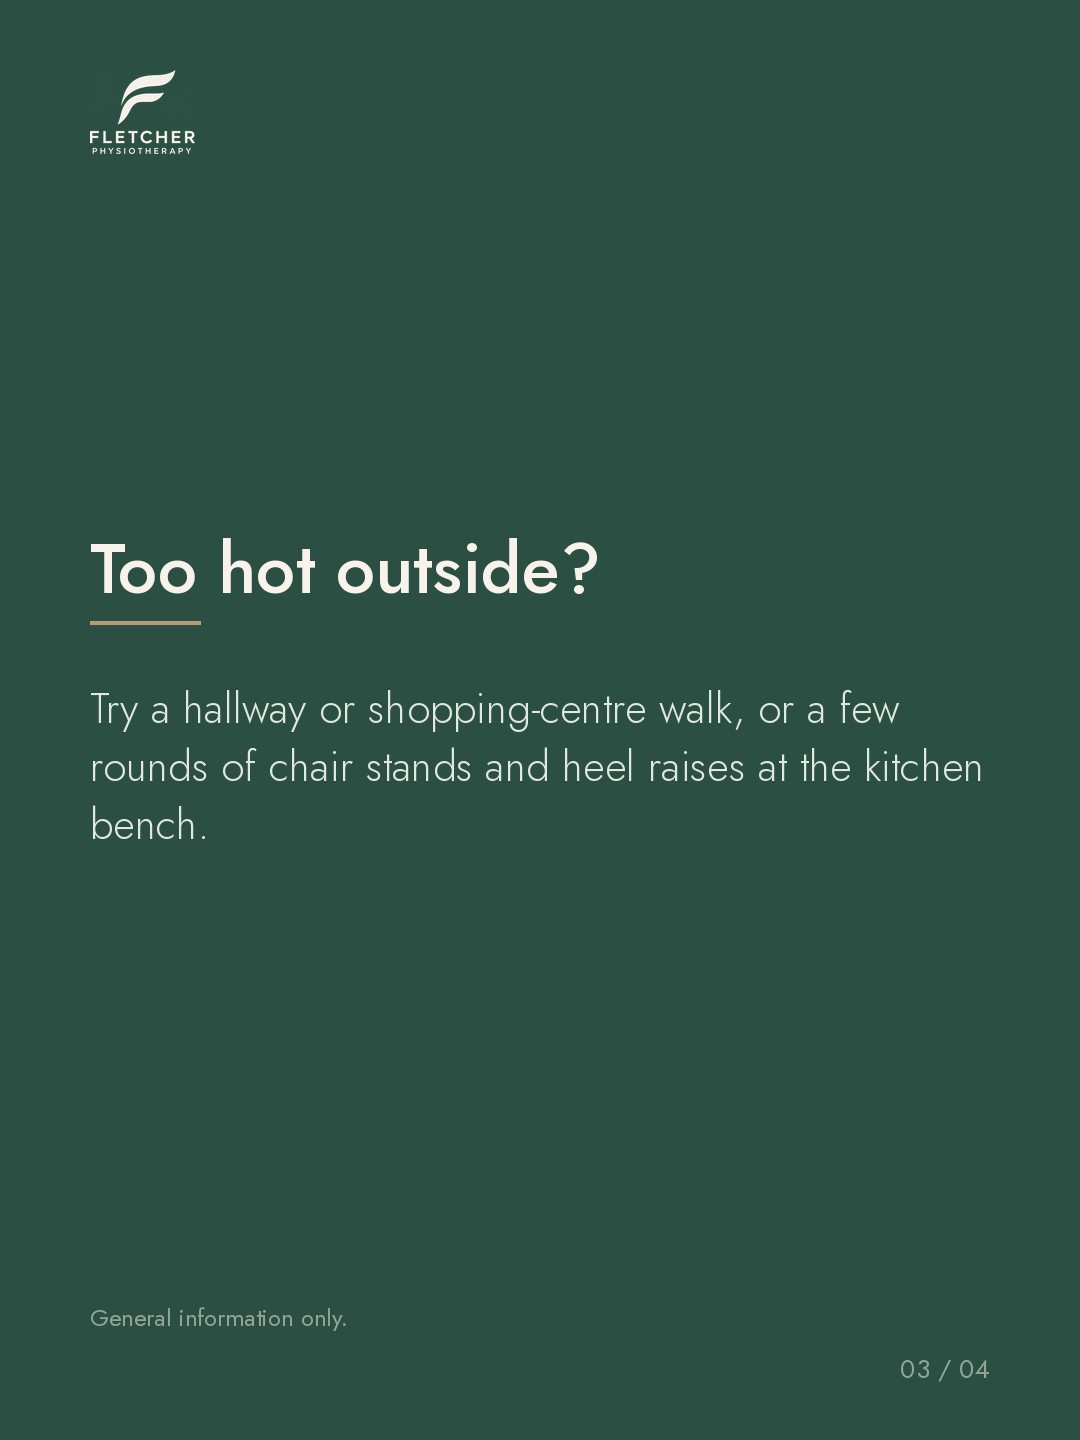 FLETCHER
PHYSIOTHERAPY
Too hot outside?
Try a hallway or shopping-centre walk, or a few
rounds of chair stands and heel raises at the kitchen
bench.
General information only.
03 / 04